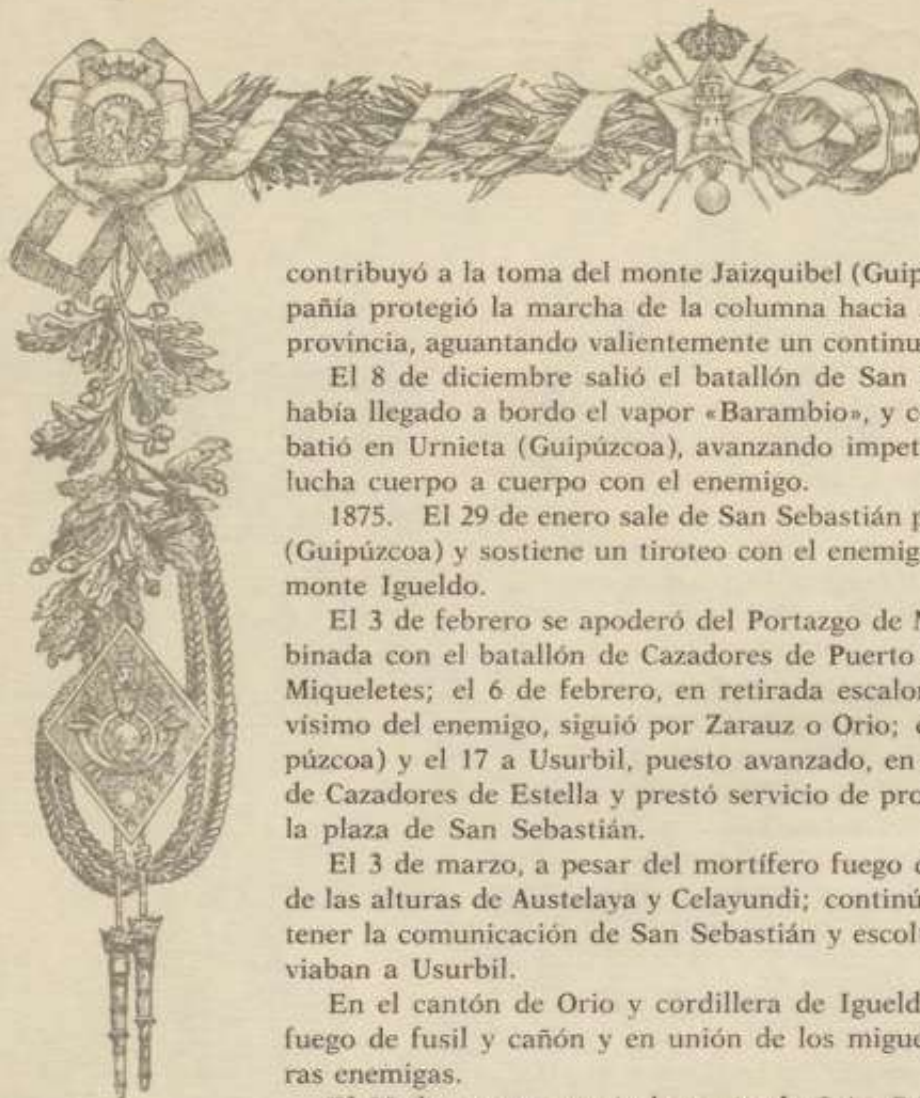 contribuyó a la toma del monte Jaizquibel (Guip
pañía protegió la marcha de la columna hacia
provincia, aguantando valientemente un continu
El 8 de diciembre salió el batallón de San
había llegado a bordo el vapor «Barambio», y c
batió en Urnieta (Guipúzcoa), avanzando impet
lucha cuerpo a cuerpo con el enemigo.
1875. El 29 de enero sale de San Sebastián p
(Guipúzcoa) y sostiene un tiroteo con el enemig
monte Igueldo.
El 3 de febrero se apoderó del Portazgo de M
binada con el batallón de Cazadores de Puerto
Miqueletes; el 6 de febrero, en retirada escalon
vísimo del enemigo, siguió por Zarauz o Orio; e
púzcoa) y el 17 a Usurbil, puesto avanzado, en
de Cazadores de Estella y prestó servicio de pro
la plaza de San Sebastián.
El 3 de marzo, a pesar del mortífero fuego d
de las alturas de Austelaya y Celayundi; continú
tener la comunicación de San Sebastián y escol
viaban a Usurbil.
En el cantón de Orio y cordillera de Igueld
fuego de fusil y cañón y en unión de los migue
ras enemigas.